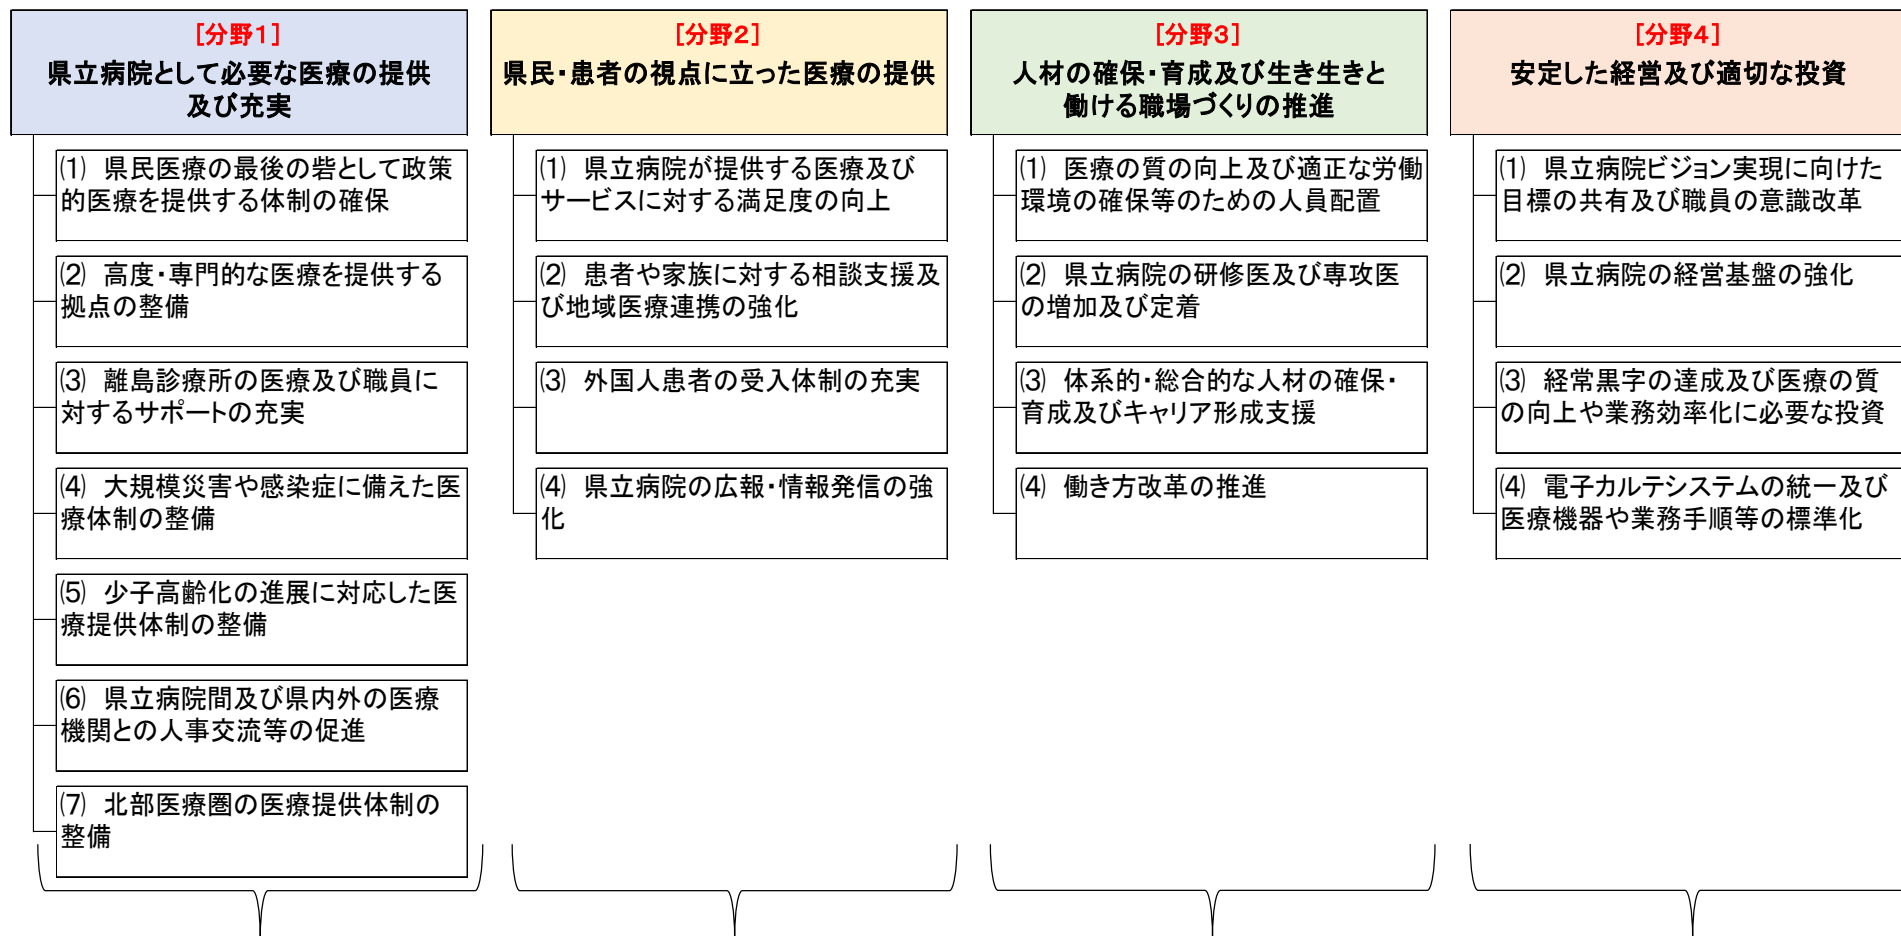 [分野1]
県立病院として必要な医療の提供
及び充実
⑴ 県民医療の最後の砦として政策
的医療を提供する体制の確保
⑵ 高度・専門的な医療を提供する
拠点の整備
⑶ 離島診療所の医療及び職員に
対するサポートの充実
⑷ 大規模災害や感染症に備えた医
療体制の整備
⑸ 少子高齢化の進展に対応した医
療提供体制の整備
⑹ 県立病院間及び県内外の医療
機関との人事交流等の促進
⑺ 北部医療圏の医療提供体制の
整備
[分野2]
県民・患者の視点に立った医療の提供
⑴ 県立病院が提供する医療及び
サービスに対する満足度の向上
⑵ 患者や家族に対する相談支援及
び地域医療連携の強化
⑶ 外国人患者の受入体制の充実
⑷ 県立病院の広報・情報発信の強
化
[分野3]
人材の確保・育成及び生き生きと
働ける職場づくりの推進
⑴ 医療の質の向上及び適正な労働
環境の確保等のための人員配置
⑵ 県立病院の研修医及び専攻医
の増加及び定着
⑶ 体系的・総合的な人材の確保・
育成及びキャリア形成支援
⑷ 働き方改革の推進
[分野4]
安定した経営及び適切な投資
⑴ 県立病院ビジョン実現に向けた
目標の共有及び職員の意識改革
⑵ 県立病院の経営基盤の強化
⑶ 経常黒字の達成及び医療の質
の向上や業務効率化に必要な投資
⑷ 電子カルテシステムの統一及び
医療機器や業務手順等の標準化